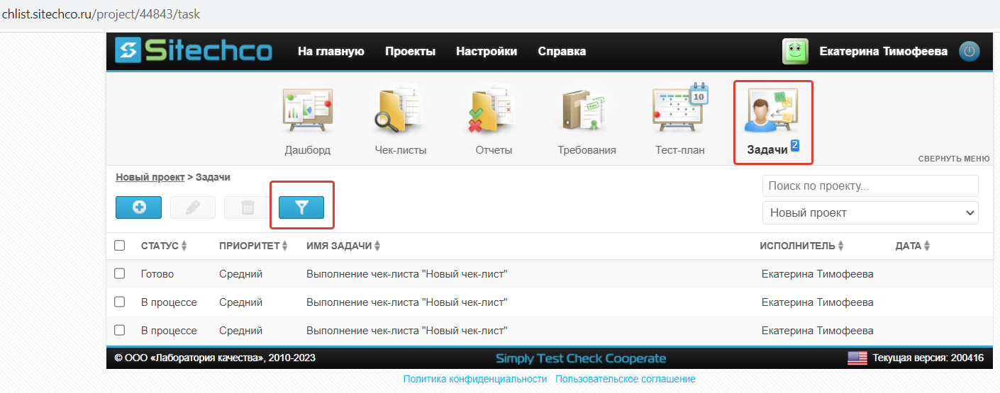 chlist.sitechco.ru/project/44843/task
Sitechco На главную Проекты Настройки Справка Екатерина Тимофеева
10
Дашборд Чек-листы Отчеты Требования Тест-план Задачи 2
СВЕРНУТЬ МЕНЮ
Новый проект > Задачи
Поиск по проекту...
Новый проект
СТАТУС ПРИОРИТЕТ ИМЯ ЗАДАЧИ ИСПОЛНИТЕЛЬ ДАТА
Готово Средний Выполнение чек-листа "Новый чек-лист" Екатерина Тимофеева
В процессе Средний Выполнение чек-листа "Новый чек-лист" Екатерина Тимофеева
В процессе Средний Выполнение чек-листа "Новый чек-лист" Екатерина Тимофеева
© ООО «Лаборатория качества», 2010-2023 Simply Test Check Cooperate Текущая версия: 200416
Политика конфиденциальности Пользовательское соглашение